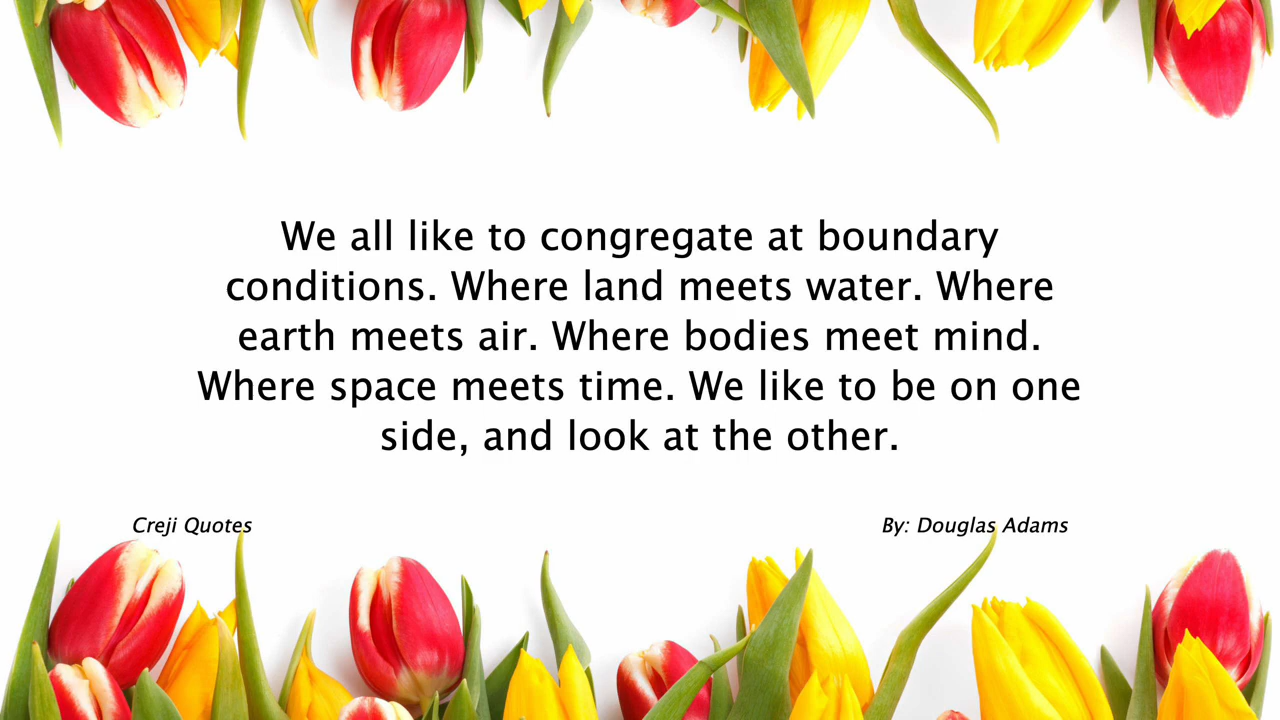 We all like to congregate at boundary
conditions. Where land meets water. Where
earth meets air. Where bodies meet mind.
Where space meets time. We like to be on one
side, and look at the other.
Creji Quotes
By: Douglas Adams